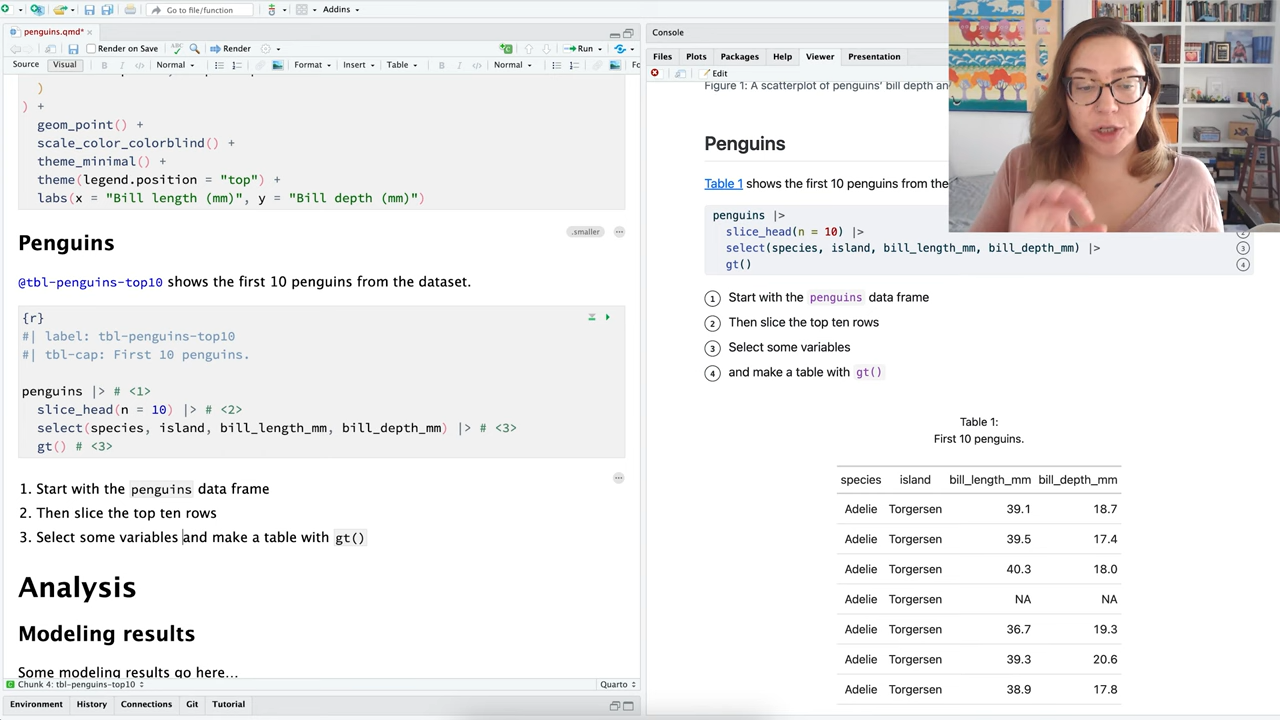 Go to file/function
Addins
penguins.qmd*
Render on Save
Render
Run
Source
Visual
B
I
Normal
Format
Insert
Table
B
I
Normal
Fo
)
) +
geom_point() +
scale_color_colorblind() +
theme_minimal() +
theme(legend.position = "top") +
labs(x = "Bill length (mm)", y = "Bill depth (mm)")
Penguins
.smaller
@tbl-penguins-top10 shows the first 10 penguins from the dataset.
{r}
#| label: tbl-penguins-top10
#| tbl-cap: First 10 penguins.
penguins |> # <1>
slice_head(n = 10) |> # <2>
select(species, island, bill_length_mm, bill_depth_mm) |> # <3>
gt() # <3>
1. Start with the penguins data frame
2. Then slice the top ten rows
3. Select some variables and make a table with gt()
Analysis
Modeling results
Some modeling results go here…
Chunk 4: tbl-penguins-top10
Quarto
Environment
History
Connections
Git
Tutorial
Console
Files
Plots
Packages
Help
Viewer
Presentation
Edit
Figure 1: A scatterplot of penguins' bill depth an
Penguins
Table 1 shows the first 10 penguins from the
penguins |>
slice_head(n = 10) |>
select(species, island, bill_length_mm, bill_depth_mm) |> 3
gt() 4
1 Start with the penguins data frame
2 Then slice the top ten rows
3 Select some variables
4 and make a table with gt()
Table 1:
First 10 penguins.
species island bill_length_mm bill_depth_mm
Adelie Torgersen 39.1 18.7
Adelie Torgersen 39.5 17.4
Adelie Torgersen 40.3 18.0
Adelie Torgersen NA NA
Adelie Torgersen 36.7 19.3
Adelie Torgersen 39.3 20.6
Adelie Torgersen 38.9 17.8